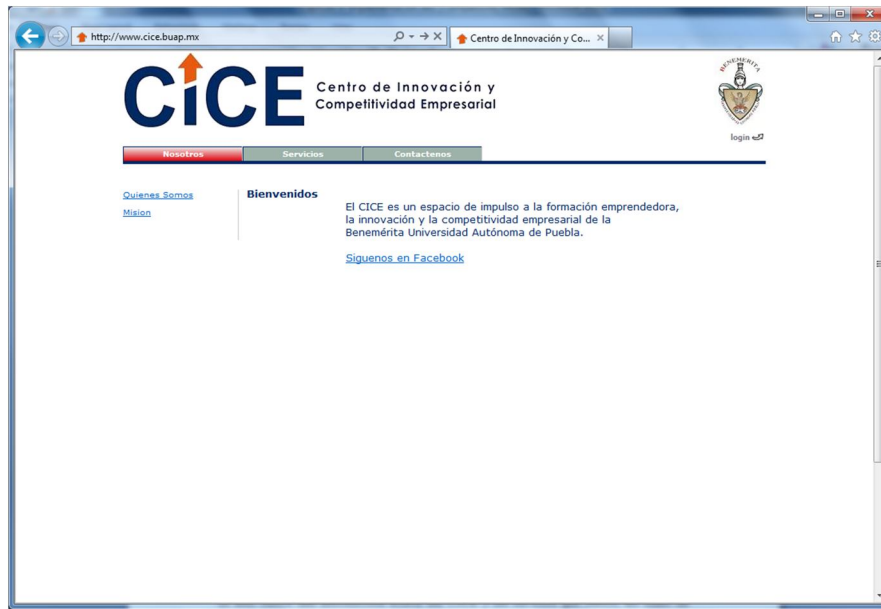 http://www.cice.buap.mx
Centro de Innovación y Co...
CiCE
Centro de Innovación y
Competitividad Empresarial
BENEMERITA
login
Nosotros
Servicios
Contactenos
Quienes Somos
Mision
Bienvenidos
El CICE es un espacio de impulso a la formación emprendedora,
la innovación y la competitividad empresarial de la
Benemérita Universidad Autónoma de Puebla.
Siguenos en Facebook